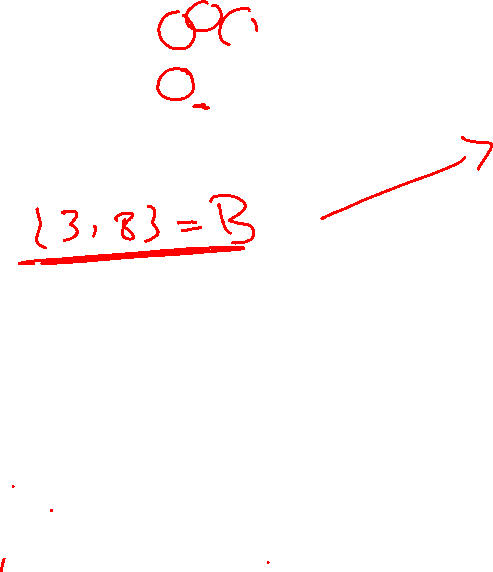 {3, 8} = B